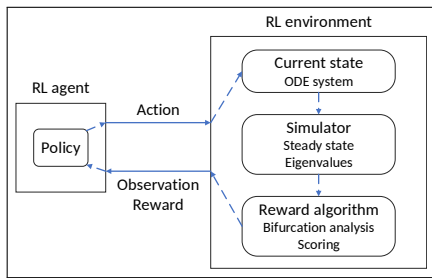 RL environment
Current state
ODE system
RL agent
Action
Simulator
Steady state
Eigenvalues
Policy
Observation
Reward
Reward algorithm
Bifurcation analysis
Scoring